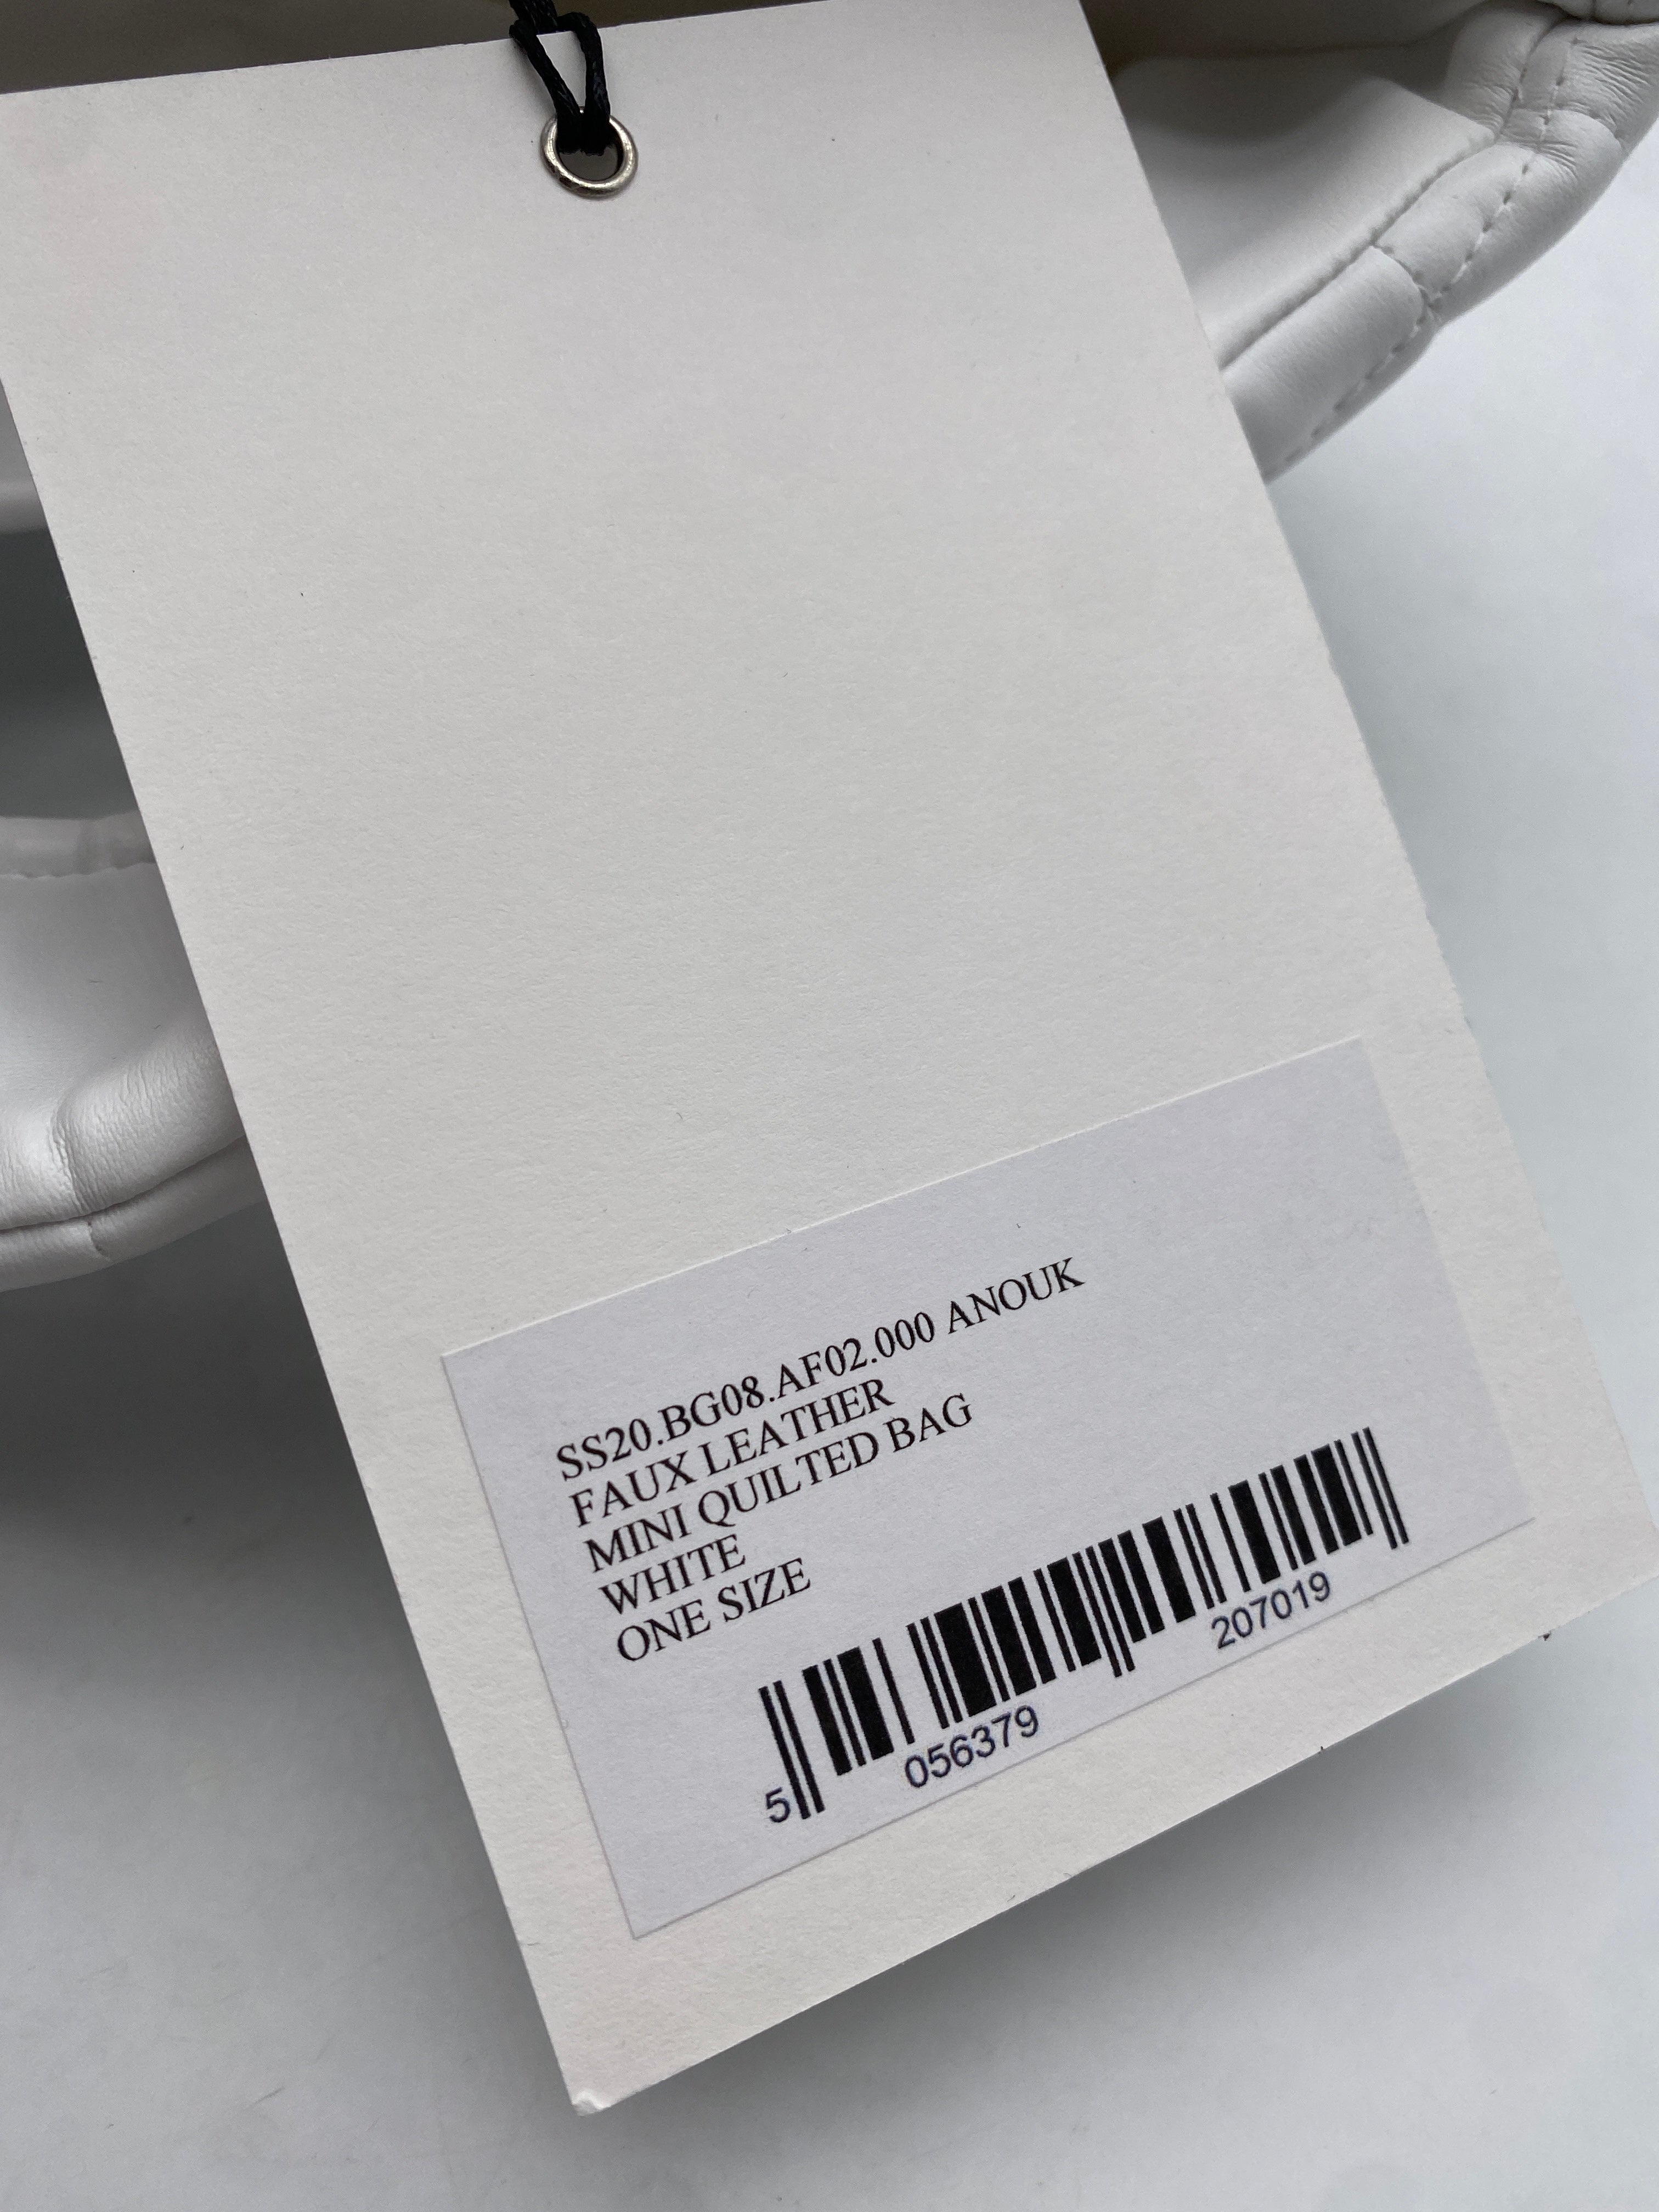 SS20.BG08.AF02.000 ANOUK
FAUX LEATHER
MINI QUILTED BAG
WHITE
ONE SIZE
5 056379 207019